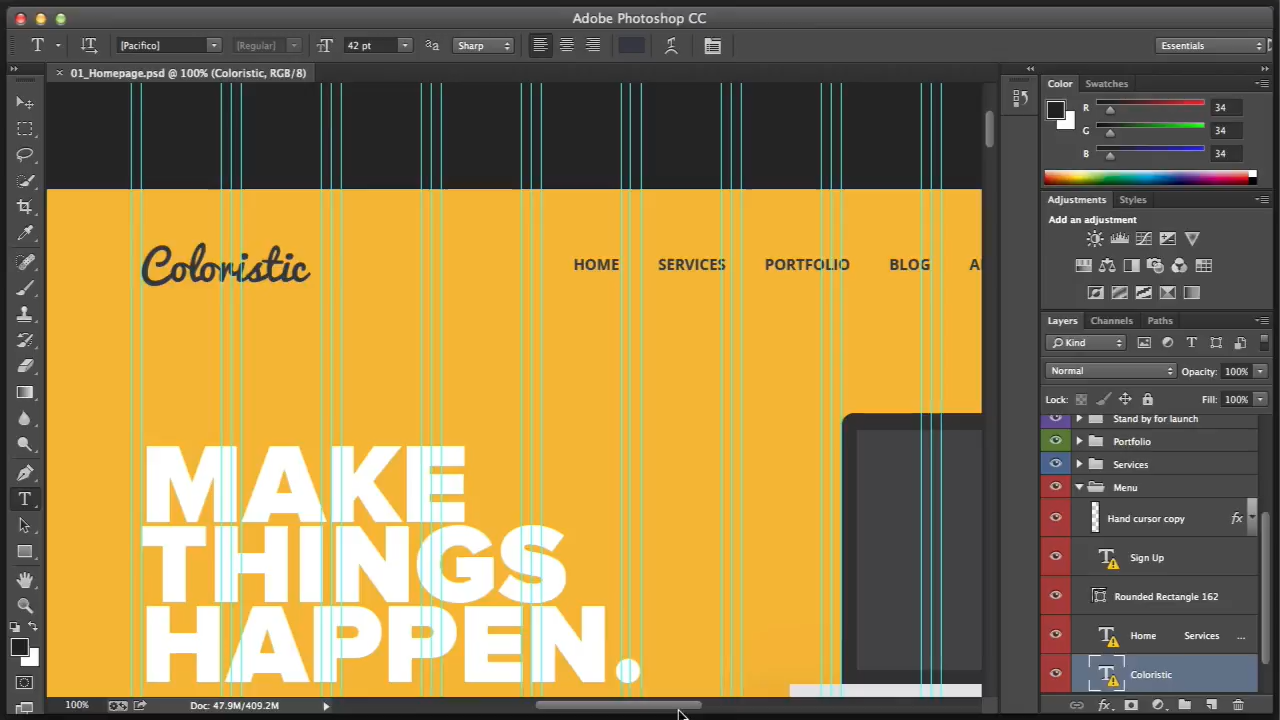 Adobe Photoshop CC
T [Pacifico] [Regular] 42 pt aa Sharp Essentials
× 01_Homepage.psd @ 100% (Coloristic, RGB/8)
Color Swatches
R 34
G 34
B 34
Adjustments Styles
Add an adjustment
Coloristic
HOME SERVICES PORTFOLIO BLOG
Layers Channels Paths
Kind
Normal Opacity: 100%
Lock: Fill: 100%
Stand by for launch
Portfolio
Services
Menu
Hand cursor copy fx
Sign Up
Rounded Rectangle 162
Home Services ...
Coloristic
MAKE
THINGS
HAPPEN.
100% Doc: 47.9M/409.2M